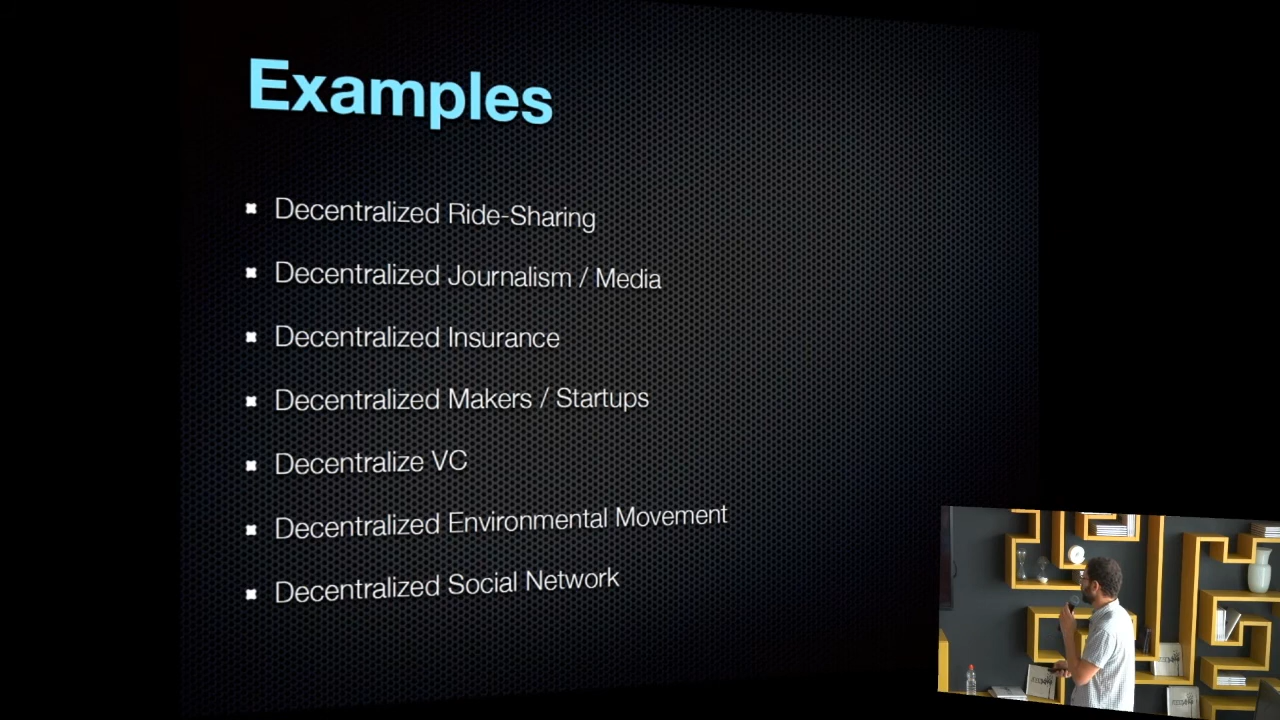 Examples
Decentralized Ride-Sharing
Decentralized Journalism / Media
Decentralized Insurance
Decentralized Makers / Startups
Decentralize VC
Decentralized Environmental Movement
Decentralized Social Network